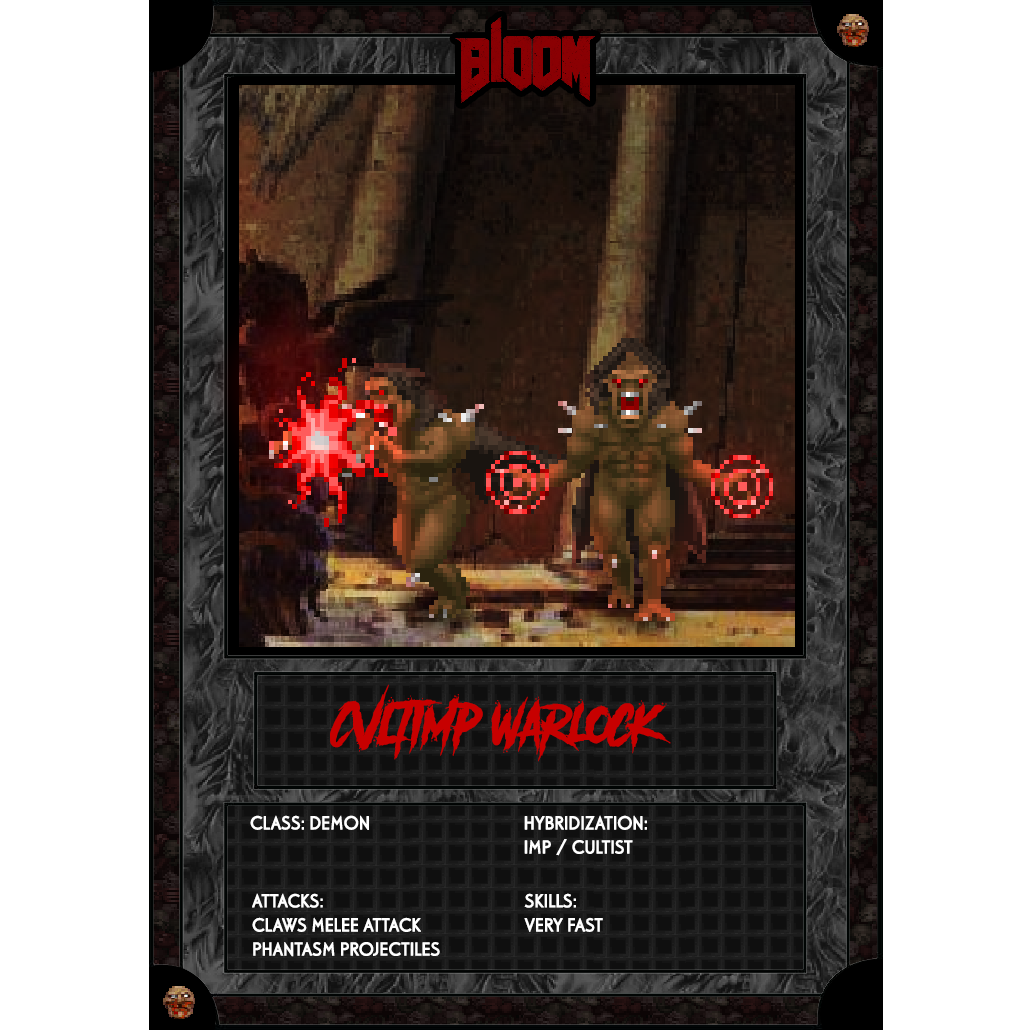 BLOOM
CULTIMP WARLOCK
CLASS: DEMON
HYBRIDIZATION:
IMP / CULTIST
ATTACKS:
CLAWS MELEE ATTACK
PHANTASM PROJECTILES
SKILLS:
VERY FAST